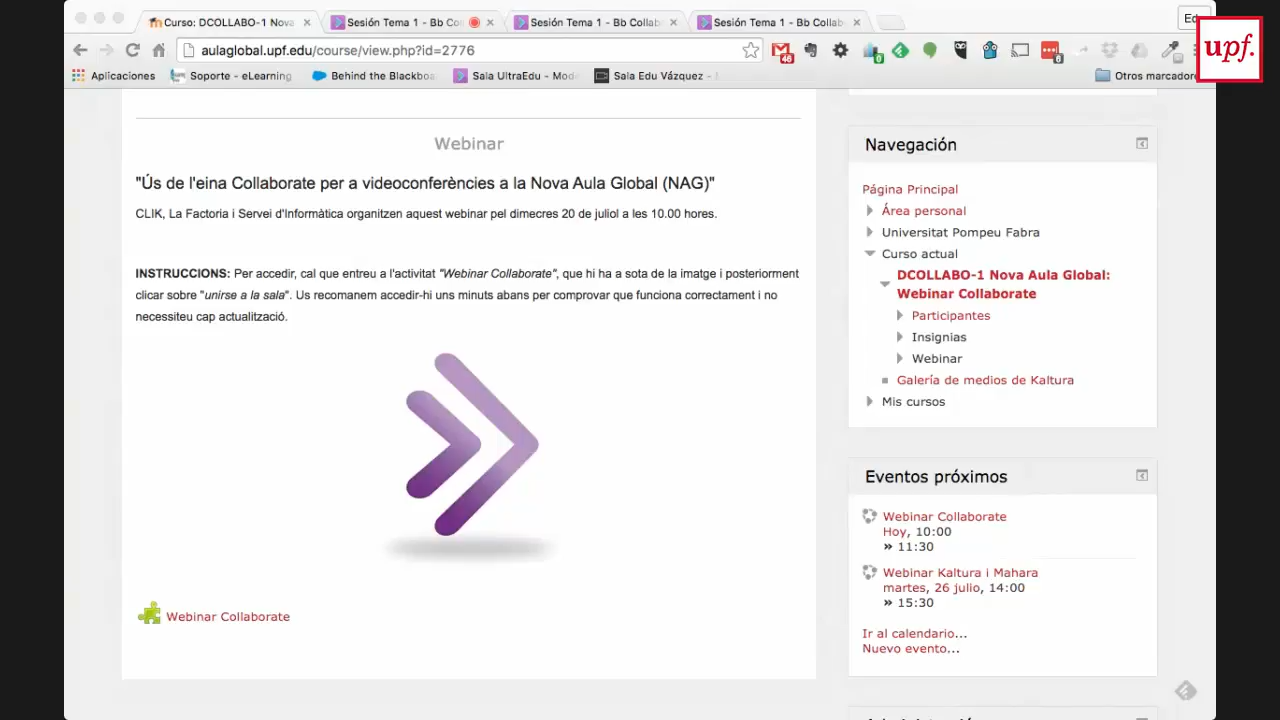 Curso: DCOLLABO-1 Nova
Sesión Tema 1 - Bb Co
Sesión Tema 1 - Bb Collab
Sesión Tema 1 - Bb Collab
upf.
aulaglobal.upf.edu/course/view.php?id=2776
Aplicaciones
Soporte - eLearning
Behind the Blackboa
Sala UltraEdu - Mod
Sala Edu Vázquez -
Otros marcador
Webinar
"Ús de l'eina Collaborate per a videoconferències a la Nova Aula Global (NAG)"
CLIK, La Factoria i Servei d'Informàtica organitzen aquest webinar pel dimecres 20 de juliol a les 10.00 hores.
INSTRUCCIONS: Per accedir, cal que entreu a l'activitat "Webinar Collaborate", que hi ha a sota de la imatge i posteriorment
clicar sobre "unirse a la sala". Us recomanem accedir-hi uns minuts abans per comprovar que funciona correctament i no
necessiteu cap actualització.
Webinar Collaborate
Navegación
Página Principal
Área personal
Universitat Pompeu Fabra
Curso actual
DCOLLABO-1 Nova Aula Global:
Webinar Collaborate
Participantes
Insignias
Webinar
Galería de medios de Kaltura
Mis cursos
Eventos próximos
Webinar Collaborate
Hoy, 10:00
» 11:30
Webinar Kaltura i Mahara
martes, 26 julio, 14:00
» 15:30
Ir al calendario...
Nuevo evento...